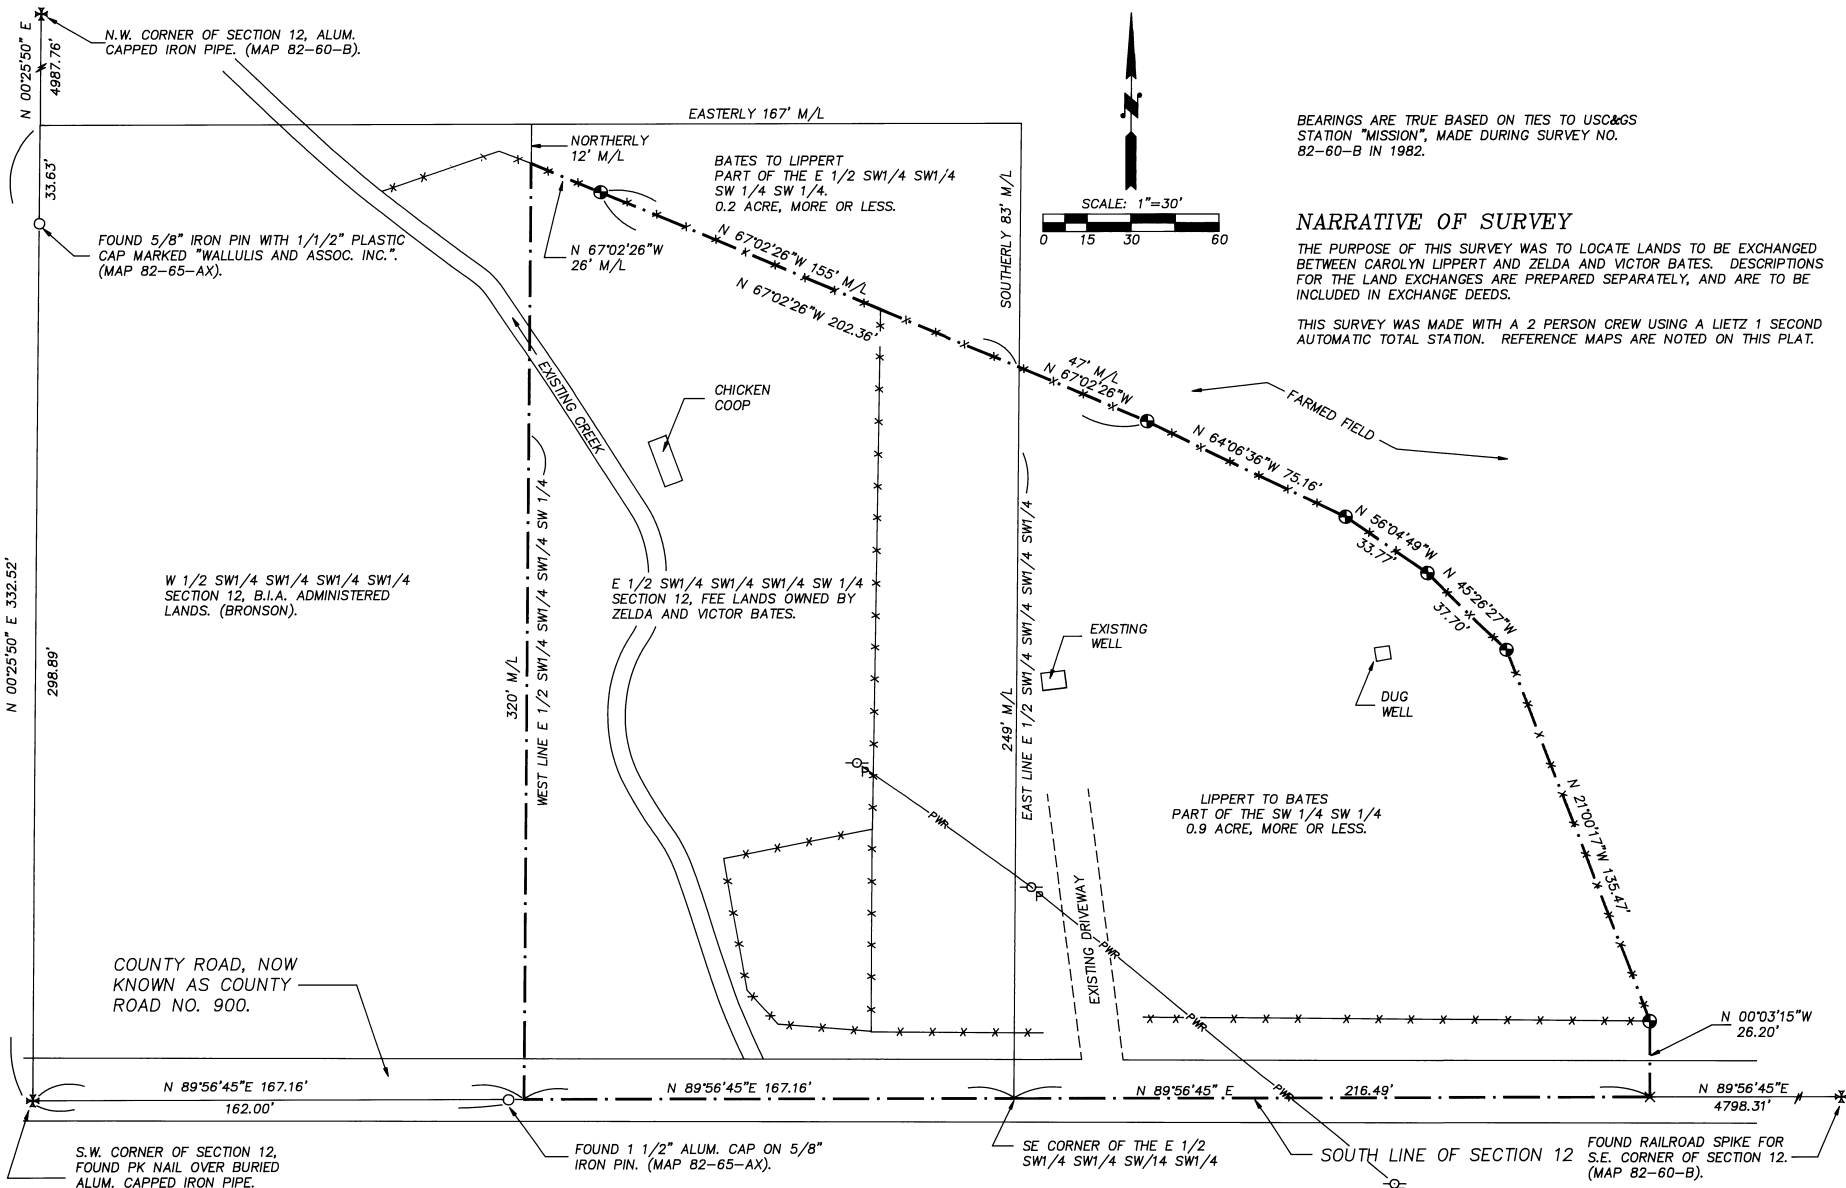 N 00°25'50" E
4987.76'
N.W. CORNER OF SECTION 12, ALUM.
CAPPED IRON PIPE. (MAP 82-60-B).
EASTERLY 167' M/L
NORTHERLY
12' M/L
BATES TO LIPPERT
PART OF THE E 1/2 SW1/4 SW1/4
SW 1/4 SW 1/4.
0.2 ACRE, MORE OR LESS.
SOUTHERLY 83' M/L
N
SCALE: 1"=30'
0 15 30 60
BEARINGS ARE TRUE BASED ON TIES TO USC&GS
STATION "MISSION", MADE DURING SURVEY NO.
82-60-B IN 1982.
NARRATIVE OF SURVEY
THE PURPOSE OF THIS SURVEY WAS TO LOCATE LANDS TO BE EXCHANGED
BETWEEN CAROLYN LIPPERT AND ZELDA AND VICTOR BATES. DESCRIPTIONS
FOR THE LAND EXCHANGES ARE PREPARED SEPARATELY, AND ARE TO BE
INCLUDED IN EXCHANGE DEEDS.
THIS SURVEY WAS MADE WITH A 2 PERSON CREW USING A LIETZ 1 SECOND
AUTOMATIC TOTAL STATION. REFERENCE MAPS ARE NOTED ON THIS PLAT.
33.63'
FOUND 5/8" IRON PIN WITH 1/1/2" PLASTIC
CAP MARKED "WALLULIS AND ASSOC. INC.".
(MAP 82-65-AX).
N 67°02'26"W
26' M/L
N 67°02'26"W 155' M/L
N 67°02'26"W 202.36'
47' M/L
N 67°02'26"W
FARMED FIELD
EXISTING CREEK
CHICKEN
COOP
N 64°06'36"W 75.16'
N 56°04'49"W
33.77'
N 45°26'27"W
37.70'
N 00°25'50" E 332.52'
298.89'
W 1/2 SW1/4 SW1/4 SW1/4 SW1/4
SECTION 12, B.I.A. ADMINISTERED
LANDS. (BRONSON).
320' M/L
WEST LINE E 1/2 SW1/4 SW1/4 SW1/4 SW 1/4
E 1/2 SW1/4 SW1/4 SW1/4 SW 1/4
SECTION 12, FEE LANDS OWNED BY
ZELDA AND VICTOR BATES.
249' M/L
EAST LINE E 1/2 SW1/4 SW1/4 SW1/4 SW1/4
EXISTING
WELL
DUG
WELL
P
PWR
LIPPERT TO BATES
PART OF THE SW 1/4 SW 1/4
0.9 ACRE, MORE OR LESS.
N 21°00'17"W 135.47'
P
PWR
EXISTING DRIVEWAY
PWR
COUNTY ROAD, NOW
KNOWN AS COUNTY
ROAD NO. 900.
N 00°03'15"W
26.20'
N 89°56'45"E 167.16'
162.00'
N 89°56'45"E 167.16'
N 89°56'45" E 216.49'
PWR
N 89°56'45"E
4798.31'
S.W. CORNER OF SECTION 12,
FOUND PK NAIL OVER BURIED
ALUM. CAPPED IRON PIPE.
FOUND 1 1/2" ALUM. CAP ON 5/8"
IRON PIN. (MAP 82-65-AX).
SE CORNER OF THE E 1/2
SW1/4 SW1/4 SW/14 SW1/4
SOUTH LINE OF SECTION 12
FOUND RAILROAD SPIKE FOR
S.E. CORNER OF SECTION 12.
(MAP 82-60-B).